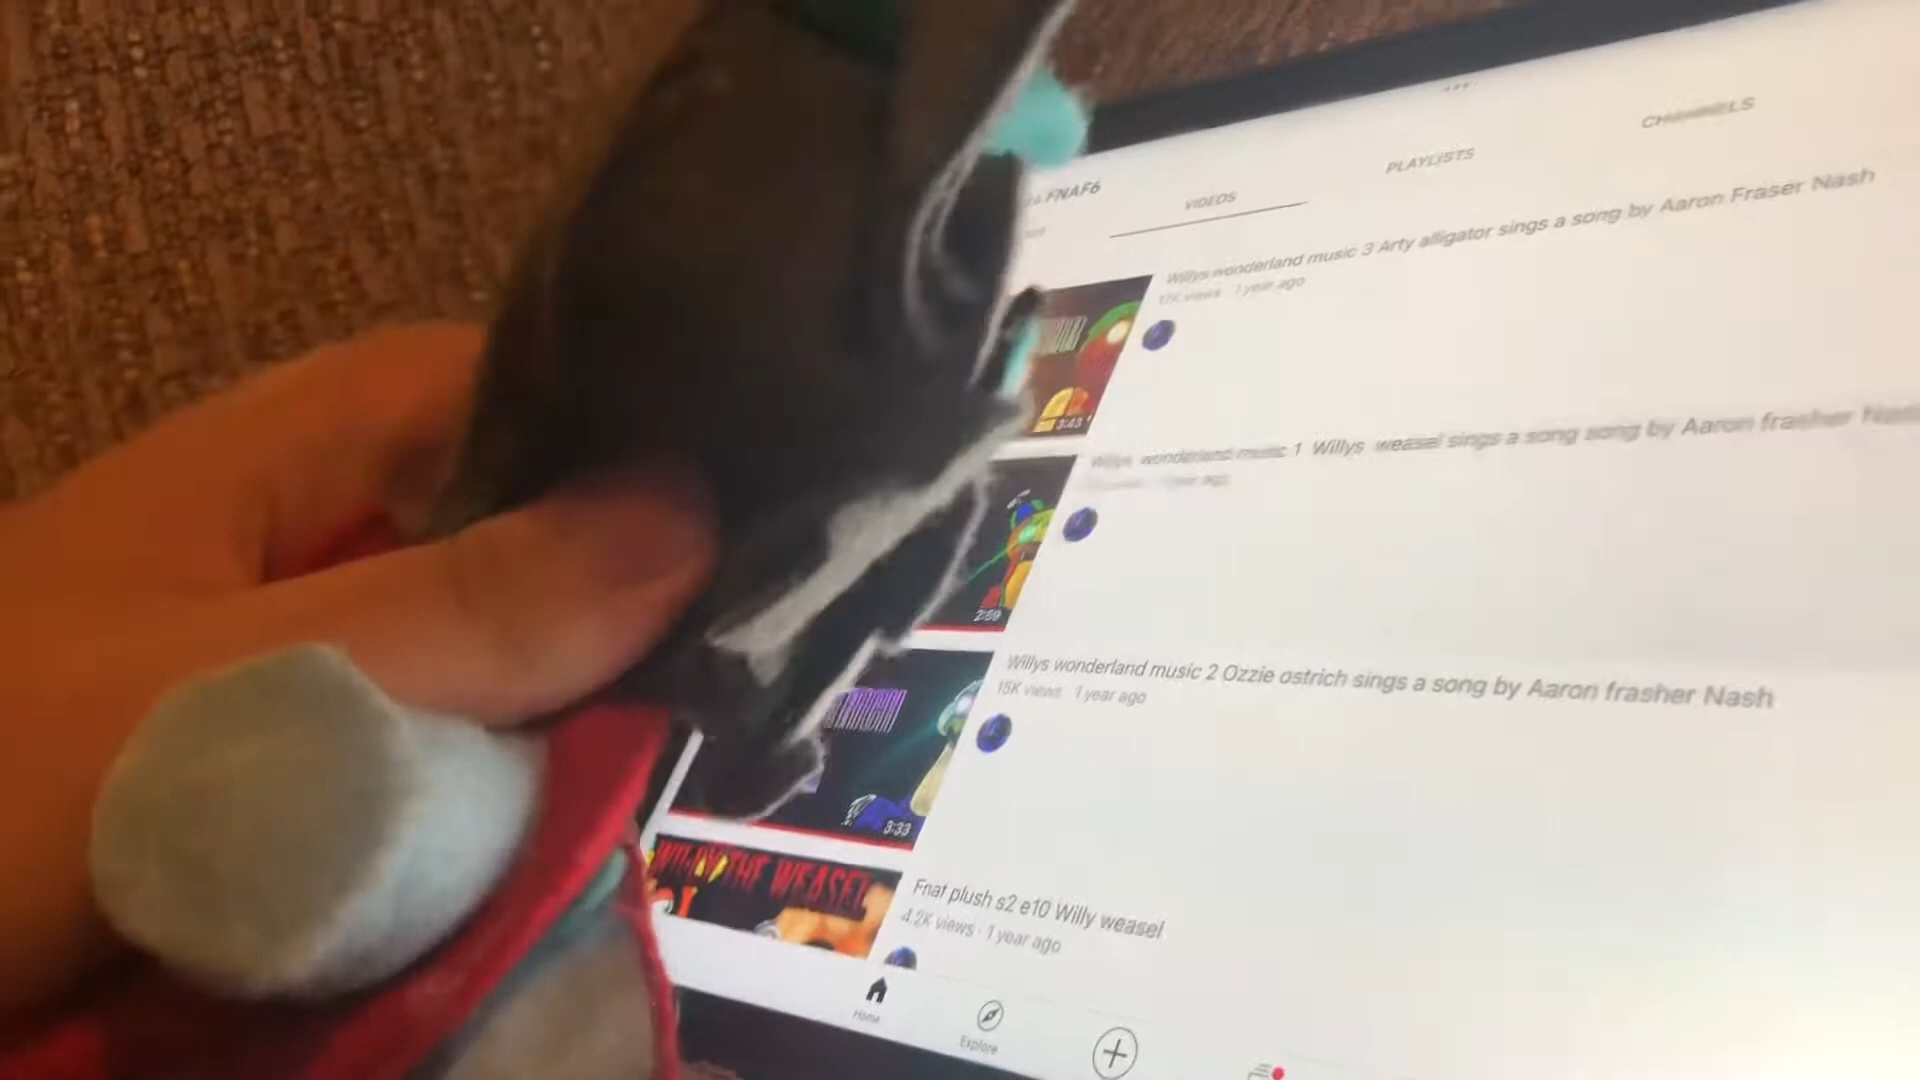 CHANNELS
PLAYLISTS
FNAF6
VIDEOS
Willys wonderland music 3 Arty alligator sings a song by Aaron Fraser Nash
17K views · 1 year ago
3:43
Willys wonderland music 1 Willys weasel sings a song song by Aaron frasher
year ago
2:59
Willys wonderland music 2 Ozzie ostrich sings a song by Aaron frasher Nash
15K views · 1 year ago
3:33
WILLY THE WEASEL
Fnat plush s2 e10 Willy weasel
4.2K views · 1 year ago
Home
Explore